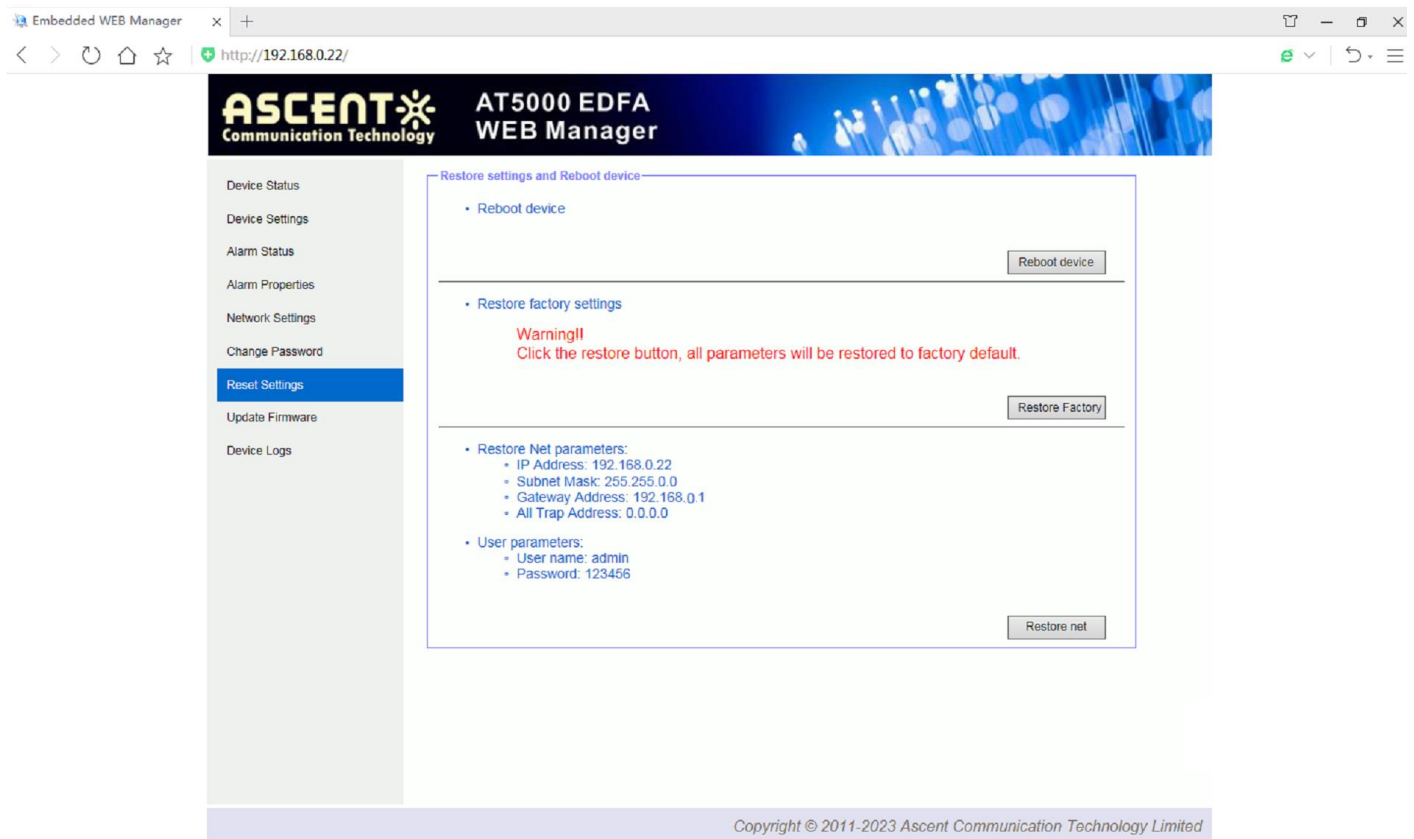 Embedded WEB Manager
http://192.168.0.22/
ASCENT
Communication Technology
AT5000 EDFA
WEB Manager
Device Status
Device Settings
Alarm Status
Alarm Properties
Network Settings
Change Password
Reset Settings
Update Firmware
Device Logs
Restore settings and Reboot device
• Reboot device
Reboot device
• Restore factory settings
Warning!!
Click the restore button, all parameters will be restored to factory default.
Restore Factory
• Restore Net parameters:
• IP Address: 192.168.0.22
• Subnet Mask: 255.255.0.0
• Gateway Address: 192.168.0.1
• All Trap Address: 0.0.0.0
• User parameters:
• User name: admin
• Password: 123456
Restore net
Copyright © 2011-2023 Ascent Communication Technology Limited